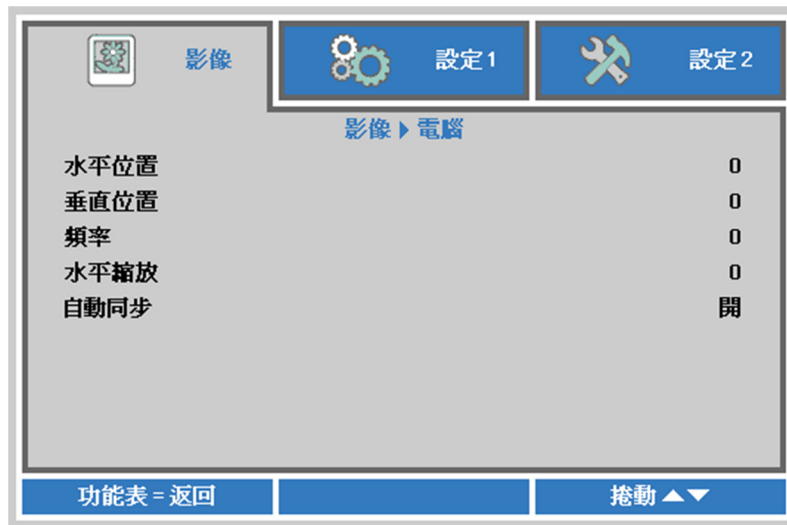 影像 設定1 設定2
影像▶電腦
水平位置 0
垂直位置 0
頻率 0
水平縮放 0
自動同步 開
功能表 = 返回 捲動▲▼